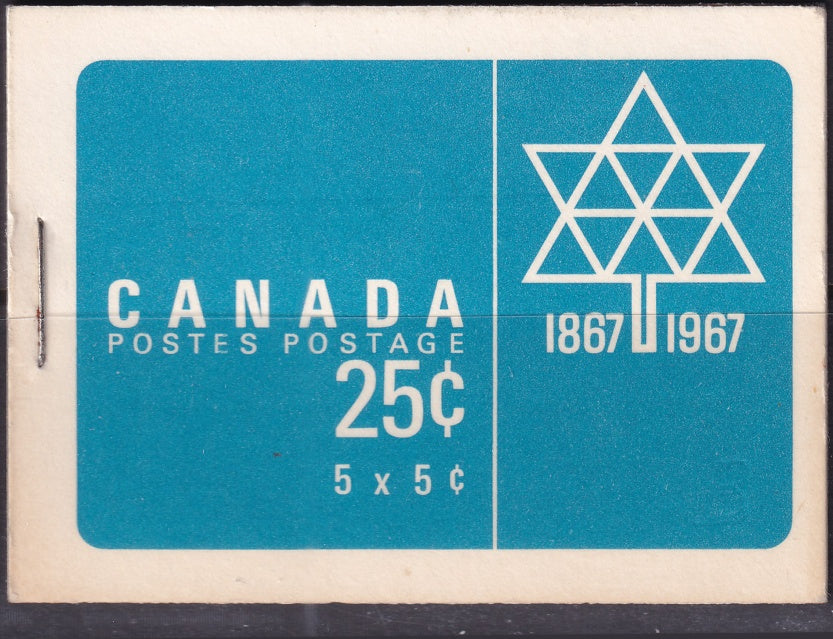 CANADA
POSTES POSTAGE
25¢
5 x 5 ¢
1867 1967